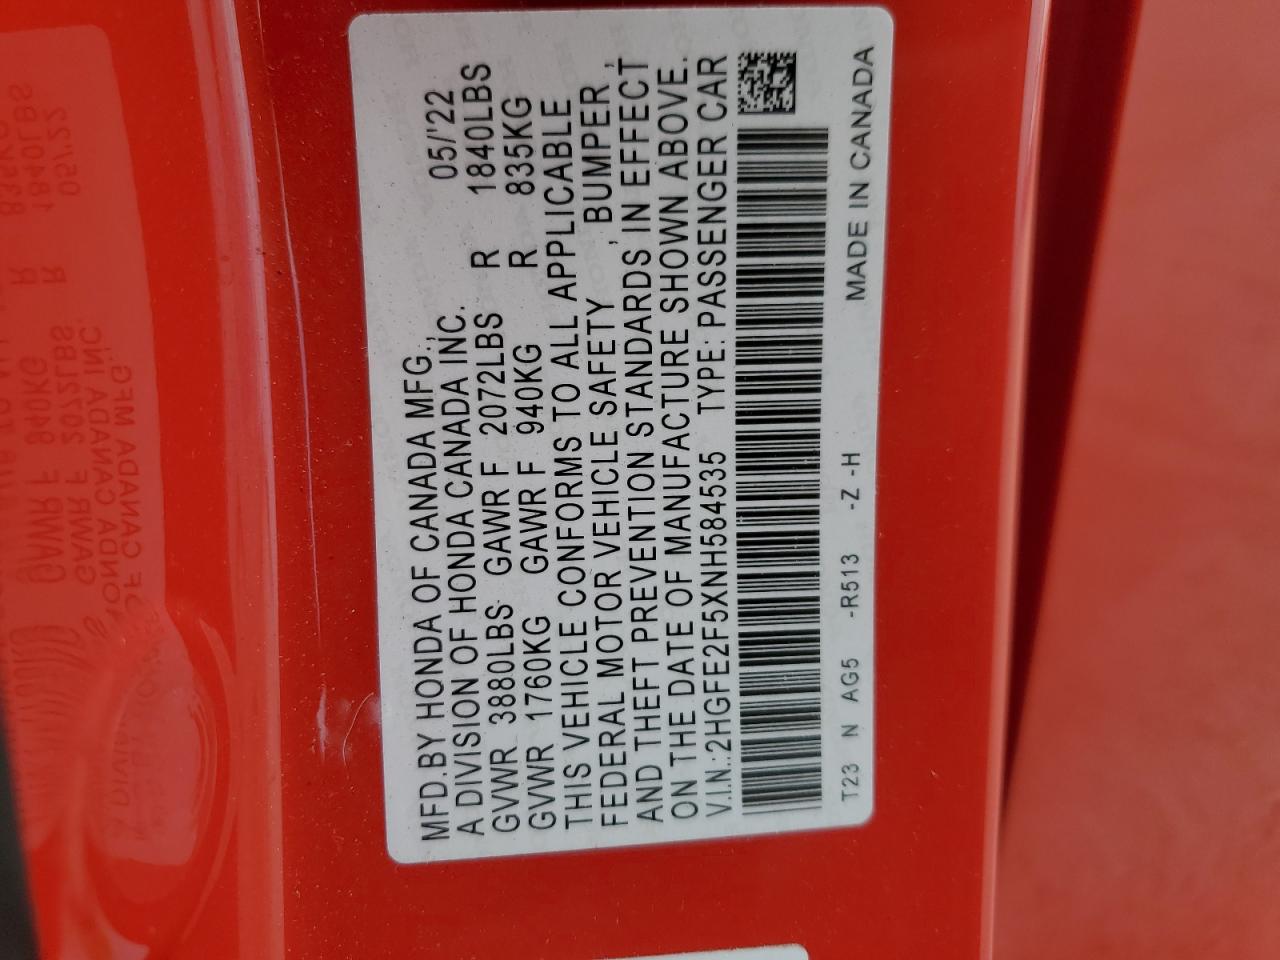 MFD.BY HONDA OF CANADA MFG., 05/'22
A DIVISION OF HONDA CANADA INC.
GVWR 3880LBS GAWR F 2072LBS R 1840LBS
GVWR 1760KG GAWR F 940KG R 835KG
THIS VEHICLE CONFORMS TO ALL APPLICABLE
FEDERAL MOTOR VEHICLE SAFETY , BUMPER ,
AND THEFT PREVENTION STANDARDS IN EFFECT
ON THE DATE OF MANUFACTURE SHOWN ABOVE.
V.I.N.:2HGFE2F5XNH584535 TYPE: PASSENGER CAR
T23 N AG5 -R513 -Z -H MADE IN CANADA